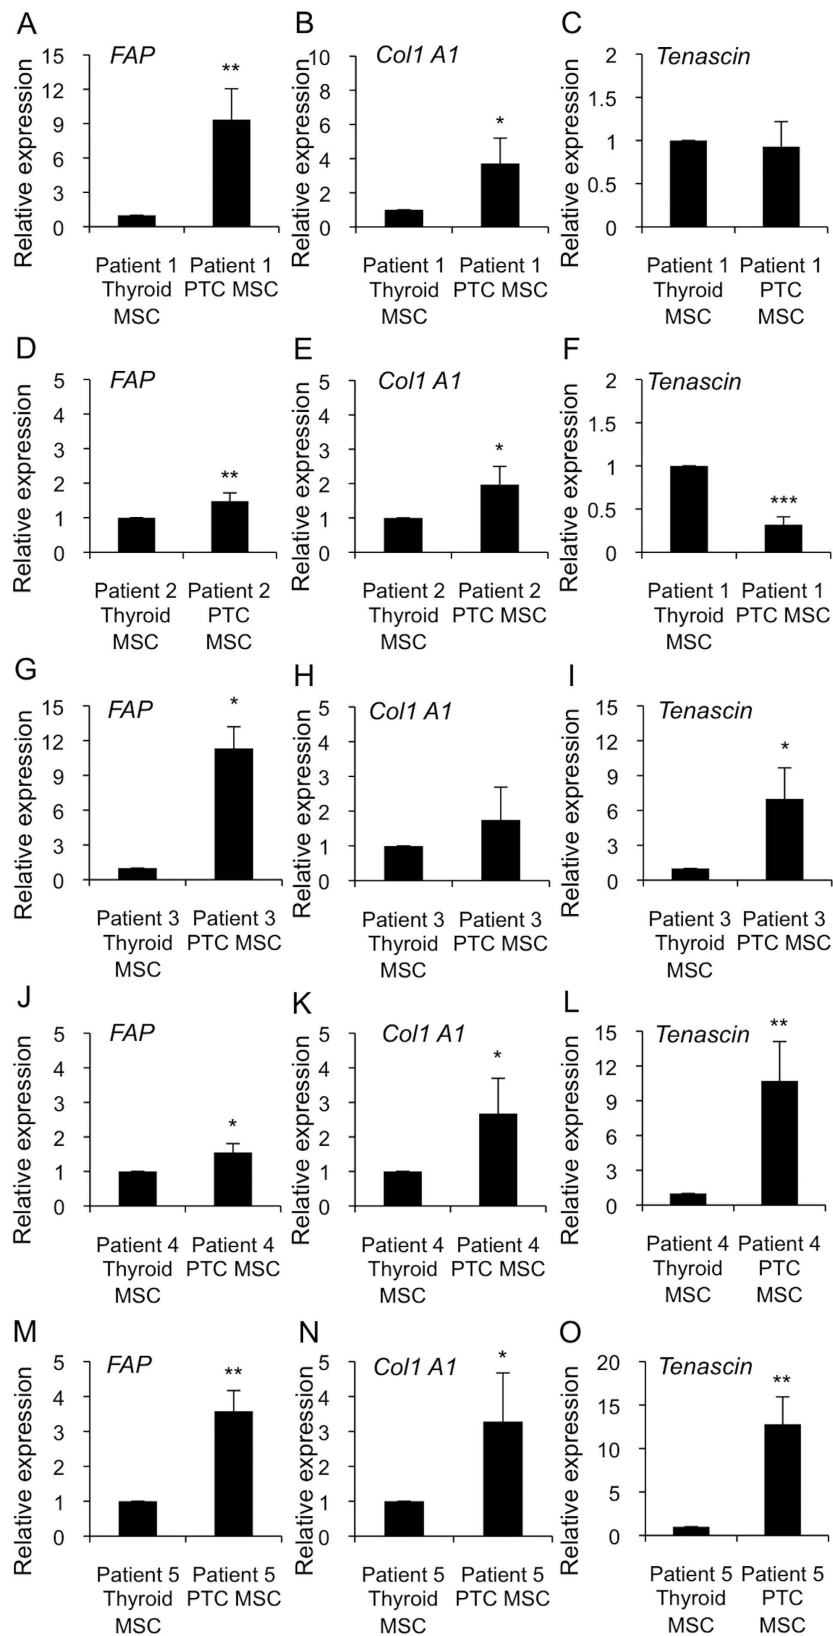 A
FAP
Relative expression
15
12
**
9
6
3
0
Patient 1 Patient 1
Thyroid PTC MSC
MSC
B
Col1 A1
Relative expression
10
8
6
*
4
2
0
Patient 1 Patient 1
Thyroid PTC MSC
MSC
C
Tenascin
Relative expression
2
1.5
1
0.5
0
Patient 1 Patient 1
Thyroid PTC
MSC MSC
D
FAP
Relative expression
5
4
3
**
2
1
0
Patient 2 Patient 2
Thyroid PTC
MSC MSC
E
Col1 A1
Relative expression
5
4
3
*
2
1
0
Patient 2 Patient 2
Thyroid PTC MSC
MSC
F
Tenascin
Relative expression
2
1.5
1
***
0.5
0
Patient 1 Patient 1
Thyroid PTC MSC
MSC
G
FAP
Relative expression
15
*
12
9
6
3
0
Patient 3 Patient 3
Thyroid PTC MSC
MSC
H
Col1 A1
Relative expression
5
4
3
2
1
0
Patient 3 Patient 3
Thyroid PTC MSC
MSC
I
Tenascin
Relative expression
15
12
*
9
6
3
0
Patient 3 Patient 3
Thyroid PTC MSC
MSC
J
FAP
Relative expression
5
4
3
*
2
1
0
Patient 4 Patient 4
Thyroid PTC MSC
MSC
K
Col1 A1
Relative expression
5
*
4
3
2
1
0
Patient 4 Patient 4
Thyroid PTC MSC
MSC
L
Tenascin
**
Relative expression
15
12
9
6
3
0
Patient 4 Patient 4
Thyroid PTC
MSC MSC
M
FAP
**
Relative expression
5
4
3
2
1
0
Patient 5 Patient 5
Thyroid PTC MSC
MSC
N
Col1 A1
*
Relative expression
5
4
3
2
1
0
Patient 5 Patient 5
Thyroid PTC MSC
MSC
O
Tenascin
**
Relative expression
20
15
10
5
0
Patient 5 Patient 5
Thyroid PTC
MSC MSC